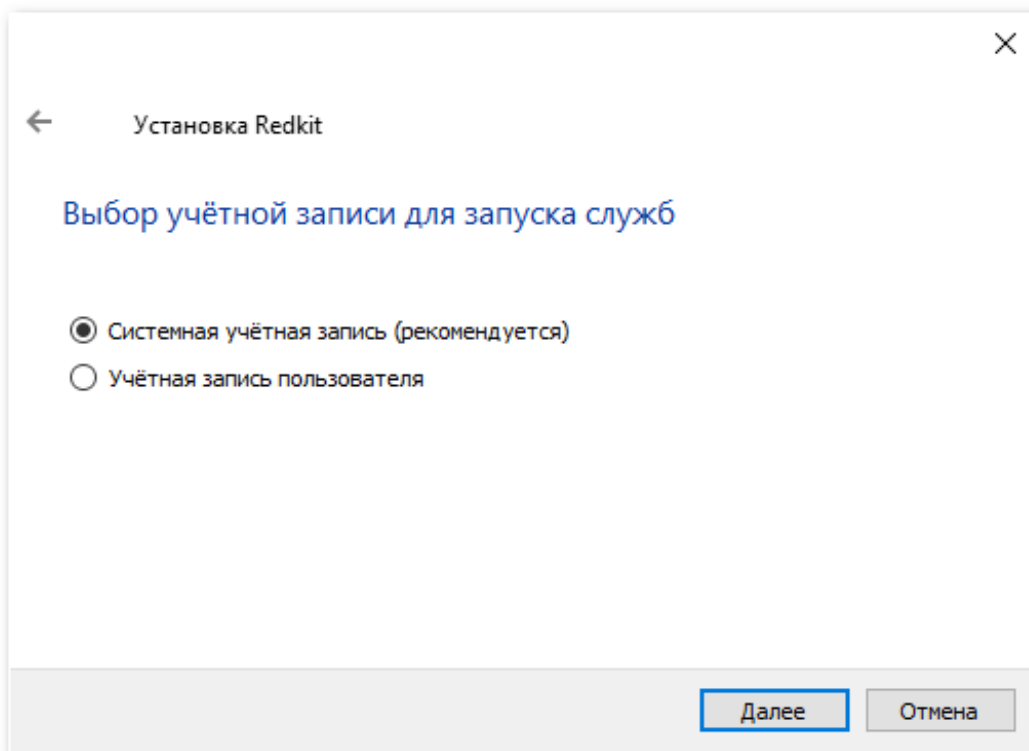 Установка Redkit
Выбор учётной записи для запуска служб
Системная учётная запись (рекомендуется)
Учётная запись пользователя
Далее
Отмена